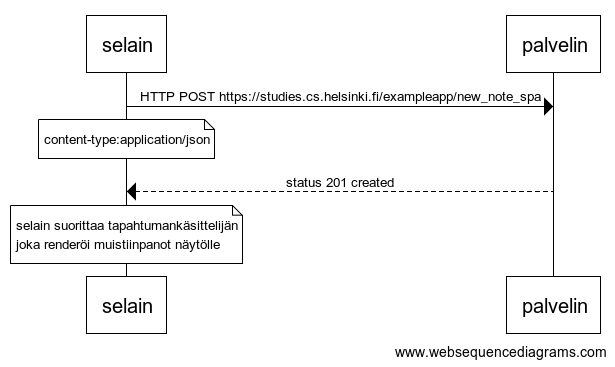 selain
palvelin
HTTP POST https://studies.cs.helsinki.fi/exampleapp/new_note_spa
content-type:application/json
status 201 created
selain suorittaa tapahtumankäsittelijän
joka renderöi muistiinpanot näytölle
selain
palvelin
www.websequencediagrams.com